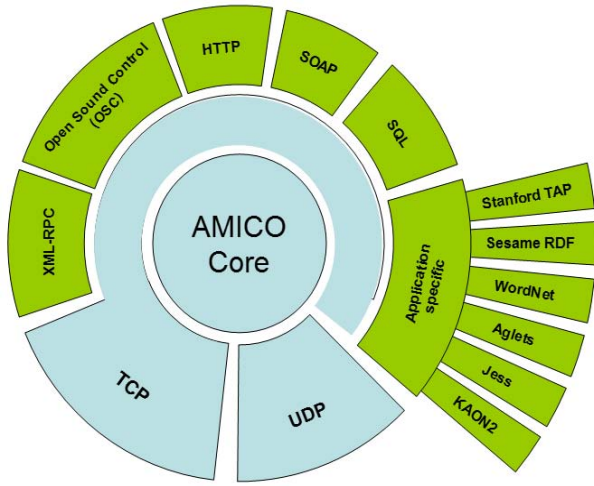 HTTP
SOAP
Open Sound Control
(OSC)
SQL
XML-RPC
AMICO
Core
Application
specific
Stanford TAP
Sesame RDF
WordNet
Aglets
Jess
KAON2
TCP
UDP